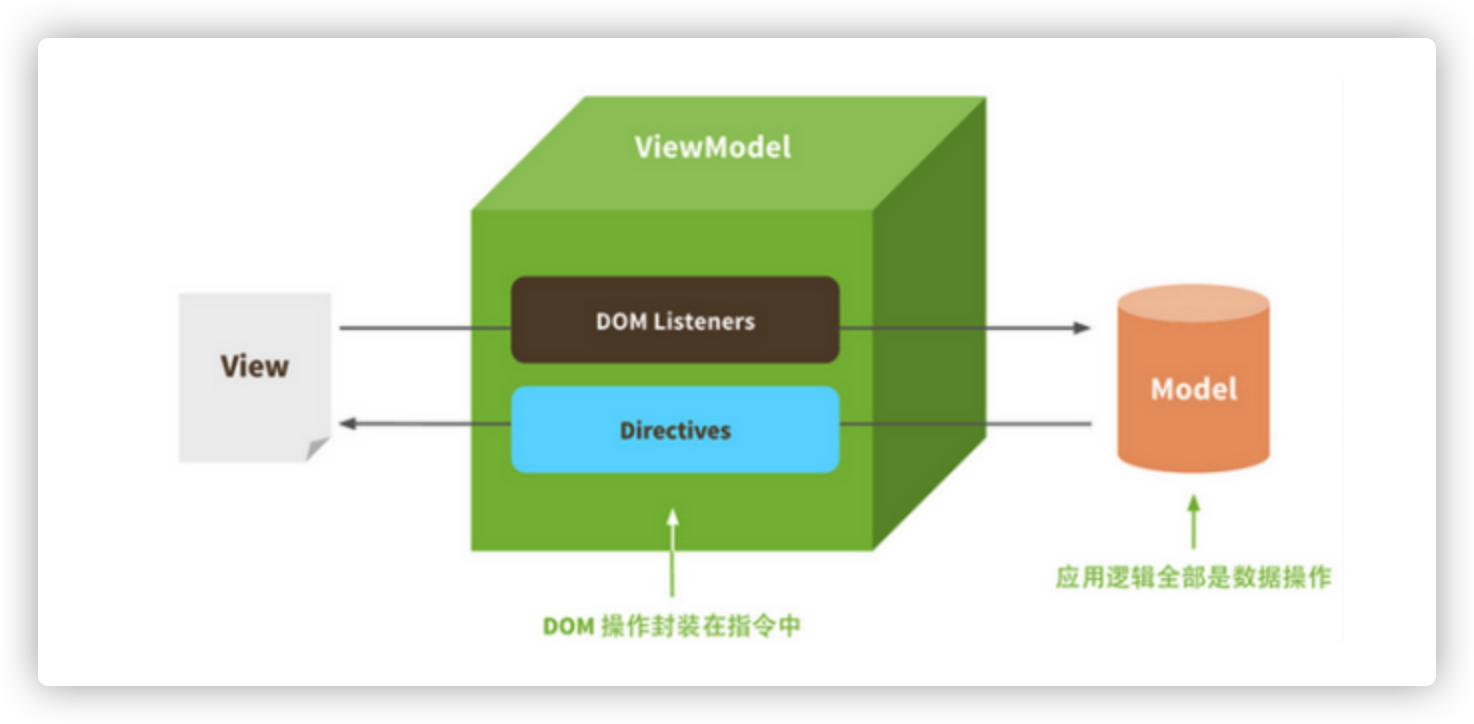 ViewModel
DOM Listeners
View
Directives
Model
应用逻辑全部是数据操作
DOM 操作封装在指令中